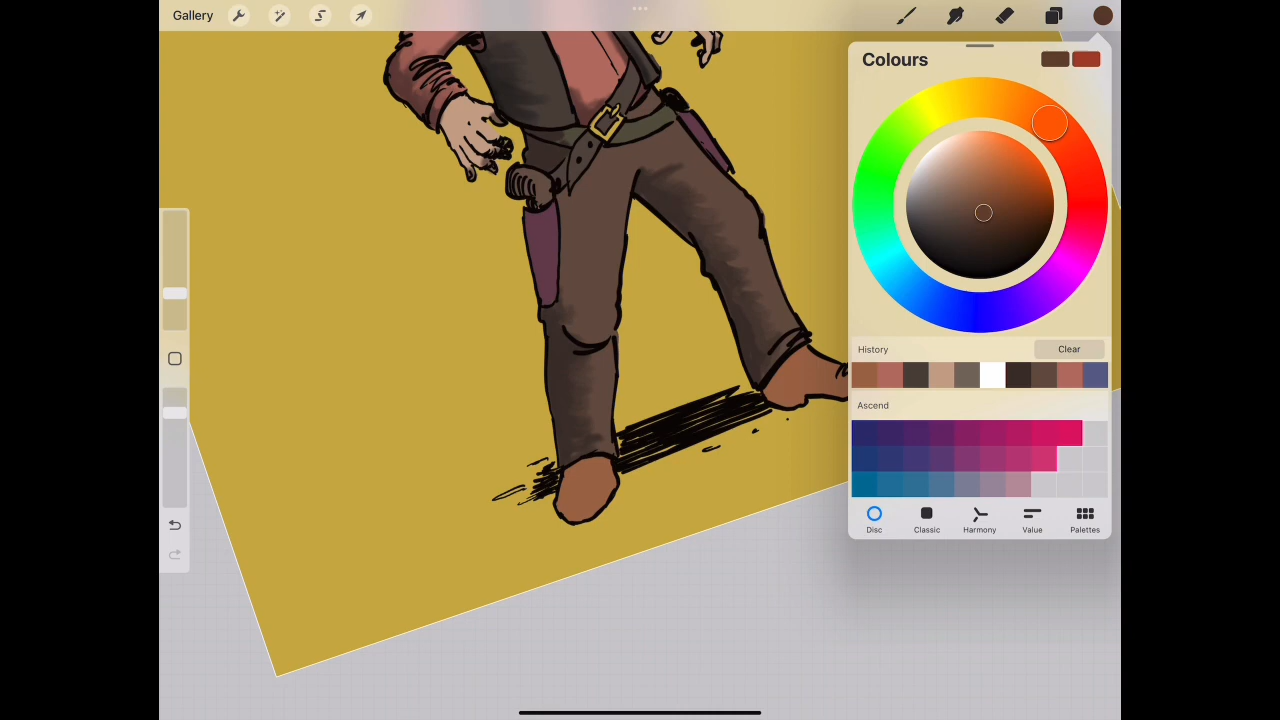 Gallery
Colours
History
Clear
Ascend
Disc
Classic
Harmony
Value
Palettes